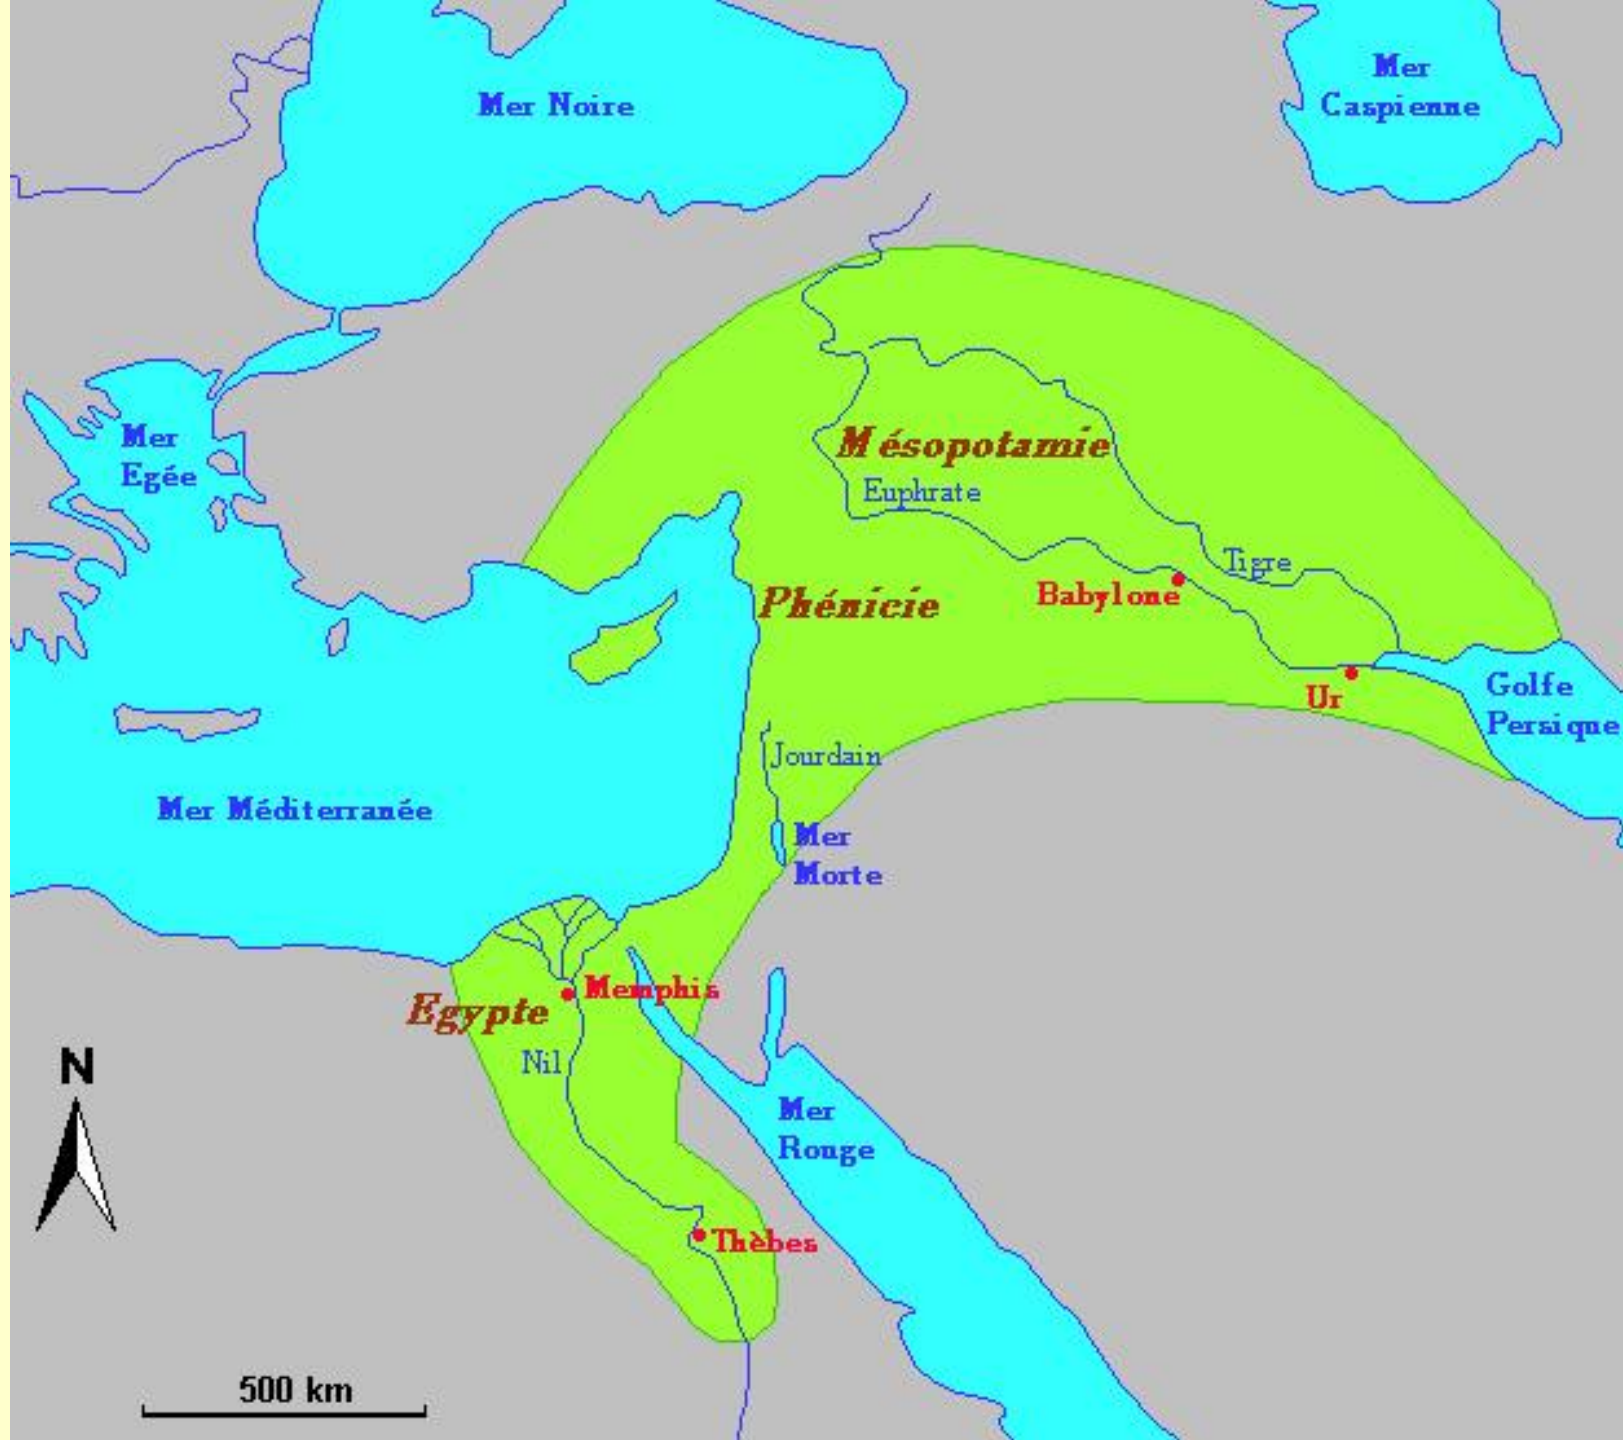 Mer Noire
Mer
Caspienne
Mer
Egée
Mésopotamie
Euphrate
Tigre
Babylone
Phénicie
Ur
Golfe
Persique
Jourdain
Mer Méditerranée
Mer
Morte
Memphis
Egypte
Nil
N
Mer
Rouge
Thèbes
500 km